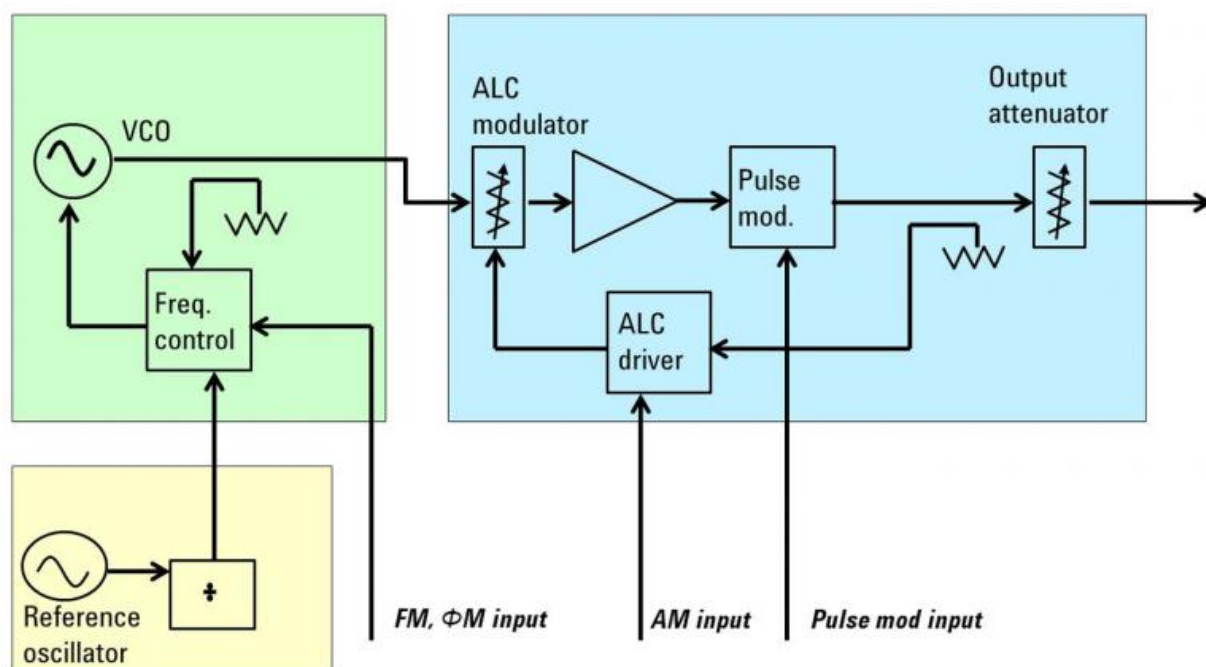 VCO
Freq.
control
ALC
modulator
Pulse
mod.
Output
attenuator
ALC
driver
÷
Reference
oscillator
FM, ΦM input
AM input
Pulse mod input